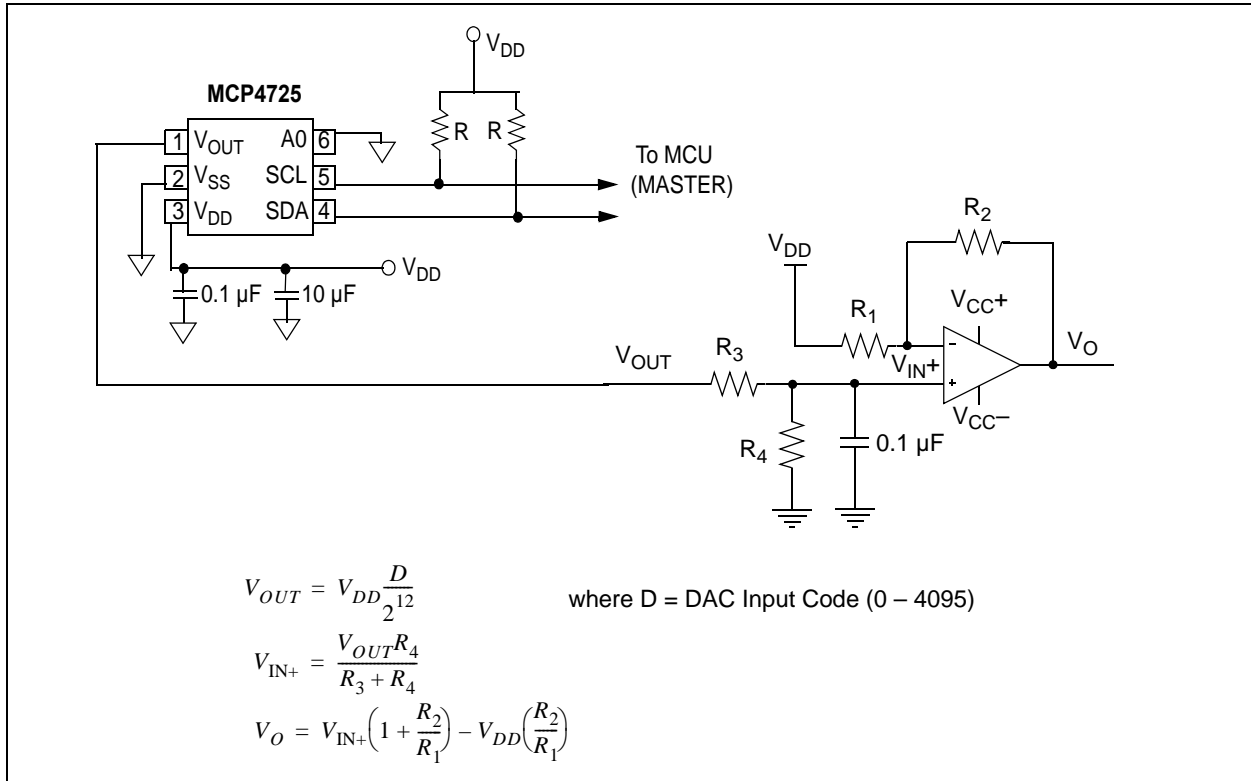 V_DD
MCP4725
1 V_OUT A0 6
2 V_SS SCL 5
3 V_DD SDA 4
R R
To MCU
(MASTER)
V_DD
0.1 µF 10 µF
V_DD
R_2
R_1
V_CC+
V_O
V_OUT
R_3
V_IN+
-
+
V_CC–
R_4
0.1 µF
V_OUT = V_DD D/2^12 where D = DAC Input Code (0 – 4095)
V_IN+ = V_OUT R_4/(R_3 + R_4)
V_O = V_IN+(1 + R_2/R_1) – V_DD(R_2/R_1)